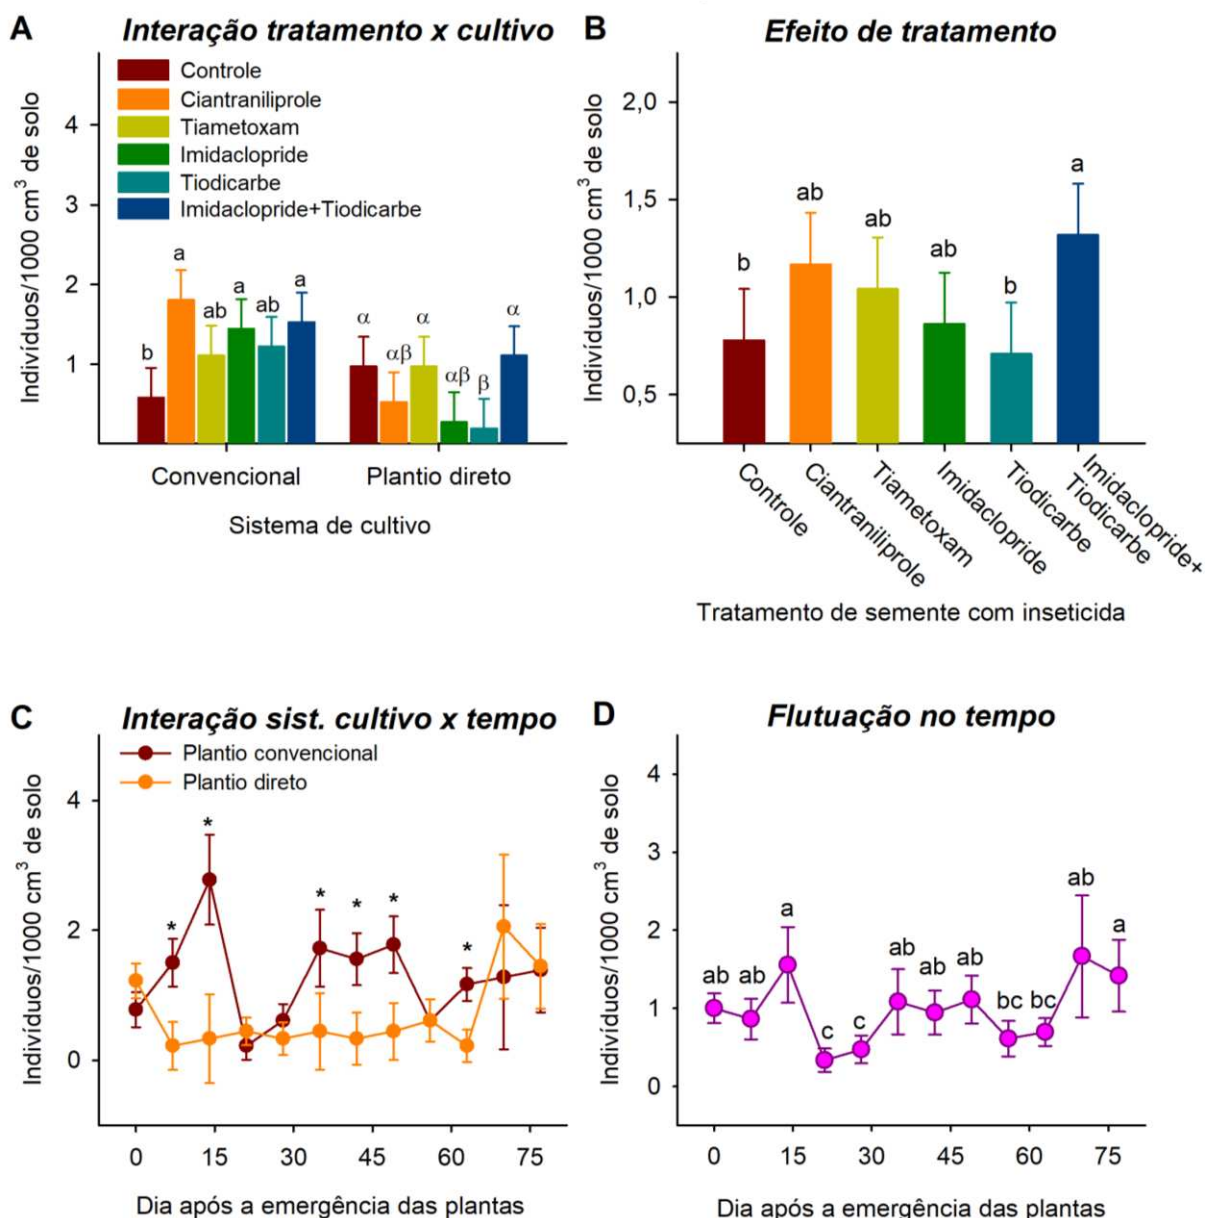 A
Interação tratamento x cultivo
Controle
Ciantraniliprole
Tiametoxam
Imidaclopride
Tiodicarbe
Imidaclopride+Tiodicarbe
Indivíduos/1000 cm³ de solo
4
3
2
1
b
a
ab
a
ab
a
α
αβ
α
αβ
β
α
Convencional
Plantio direto
Sistema de cultivo
B
Efeito de tratamento
Indivíduos/1000 cm³ de solo
2,0
1,5
1,0
0,5
b
ab
ab
ab
b
a
Controle
Ciantraniliprole
Tiametoxam
Imidaclopride
Tiodicarbe
Imidaclopride+
Tiodicarbe
Tratamento de semente com inseticida
C
Interação sist. cultivo x tempo
Plantio convencional
Plantio direto
Indivíduos/1000 cm³ de solo
4
2
0
*
*
*
*
*
*
0 15 30 45 60 75
Dia após a emergência das plantas
D
Flutuação no tempo
Indivíduos/1000 cm³ de solo
4
3
2
1
0
ab
ab
a
c
c
ab
ab
ab
bc
bc
ab
a
0 15 30 45 60 75
Dia após a emergência das plantas